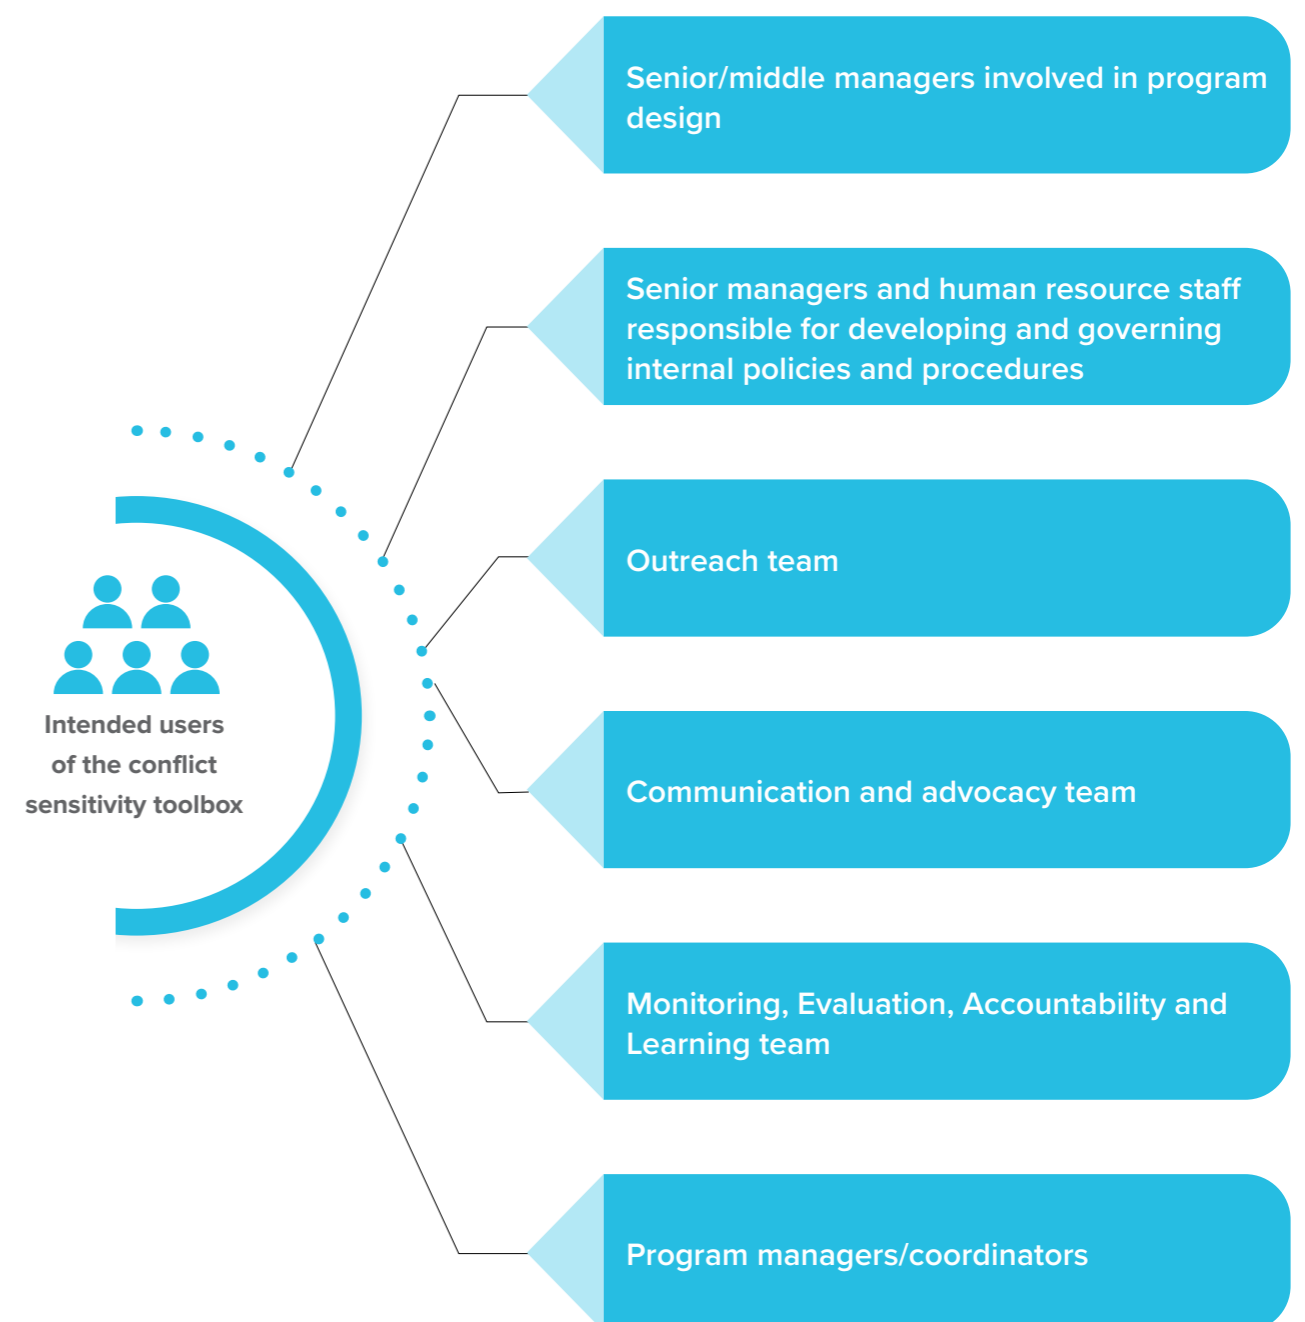 Senior/middle managers involved in program
design
Senior managers and human resource staff
responsible for developing and governing
internal policies and procedures
Outreach team
Intended users
of the conflict
sensitivity toolbox
Communication and advocacy team
Monitoring, Evaluation, Accountability and
Learning team
Program managers/coordinators